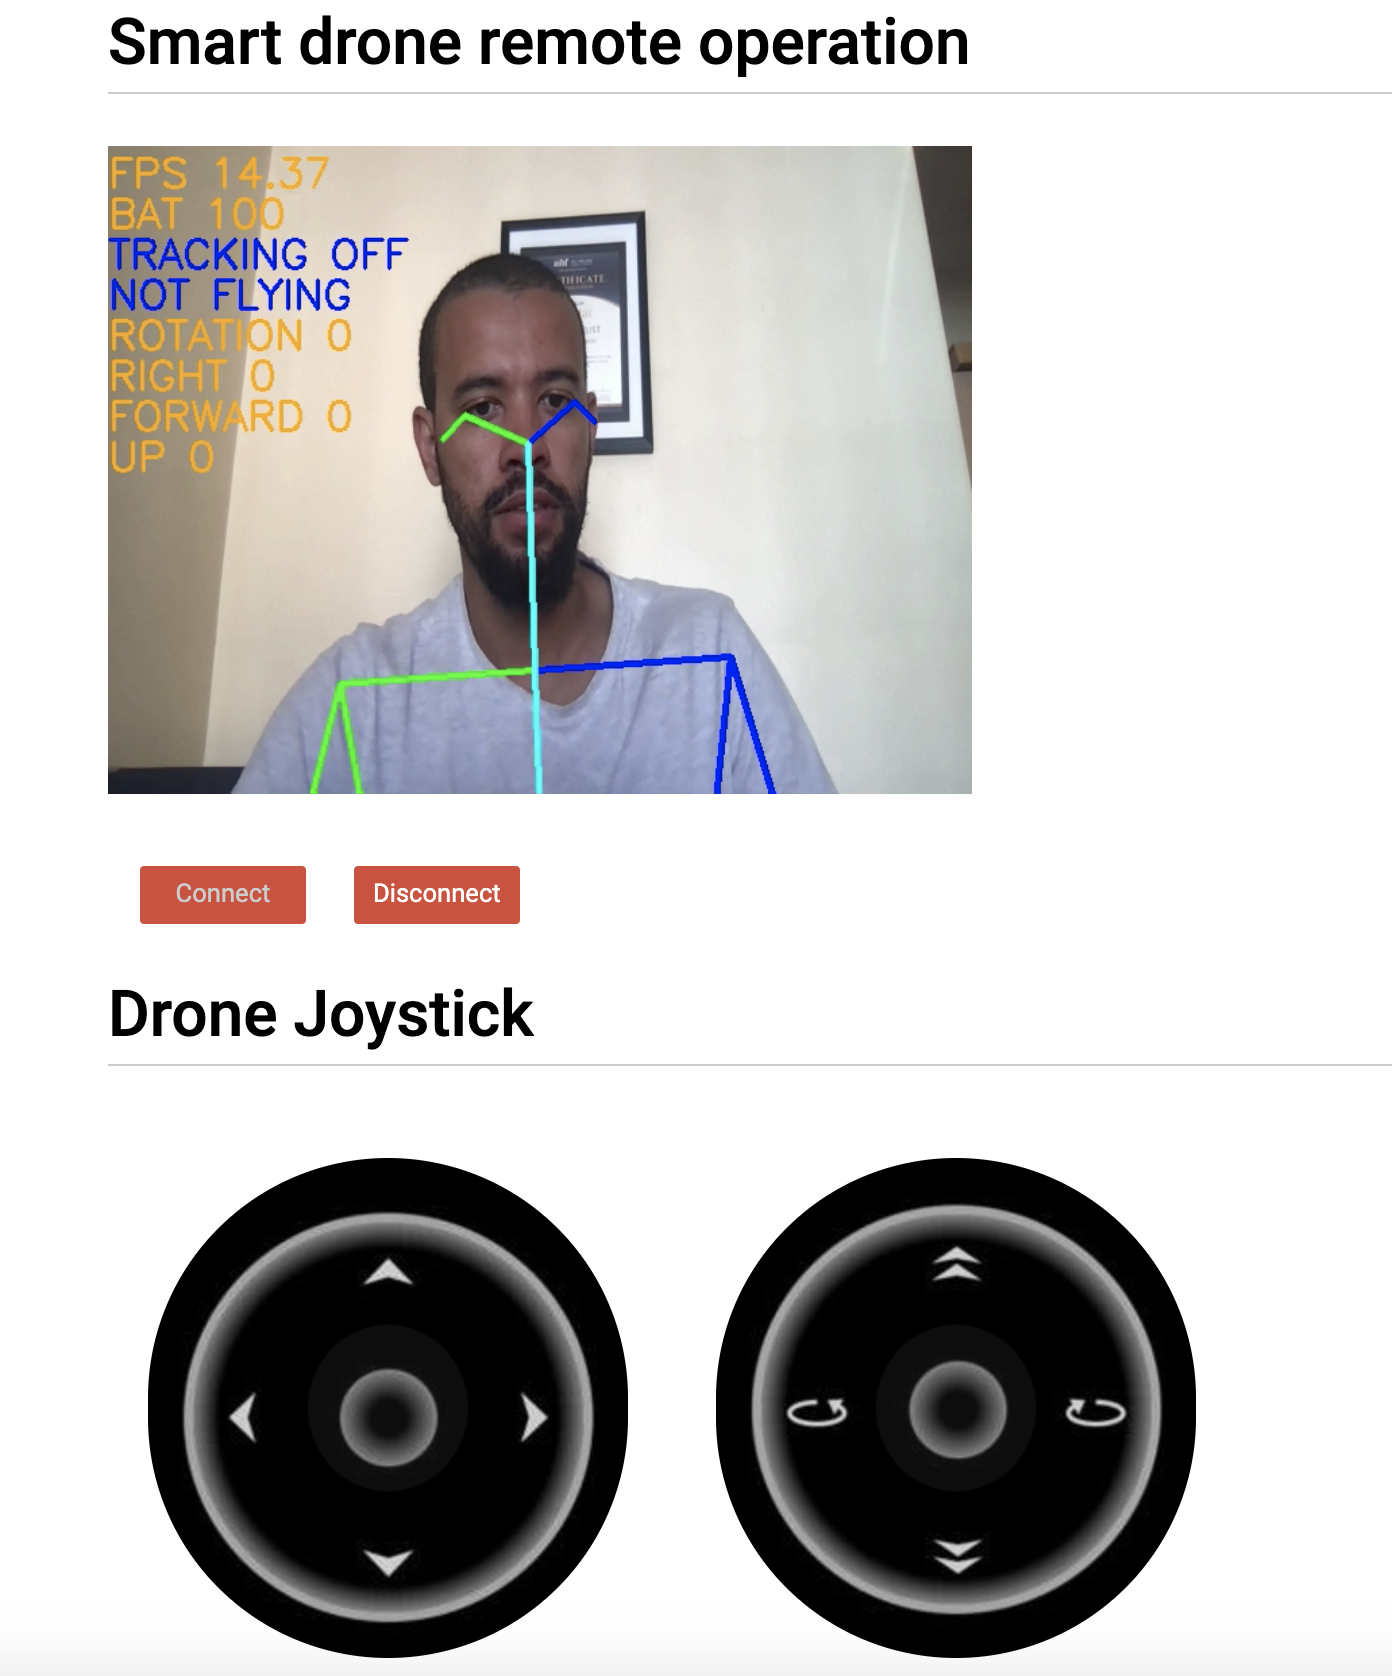 Smart drone remote operation
FPS 14.37
BAT 100
TRACKING OFF
NOT FLYING
ROTATION 0
RIGHT 0
FORWARD 0
UP 0
TIFICATE
Connect
Disconnect
Drone Joystick